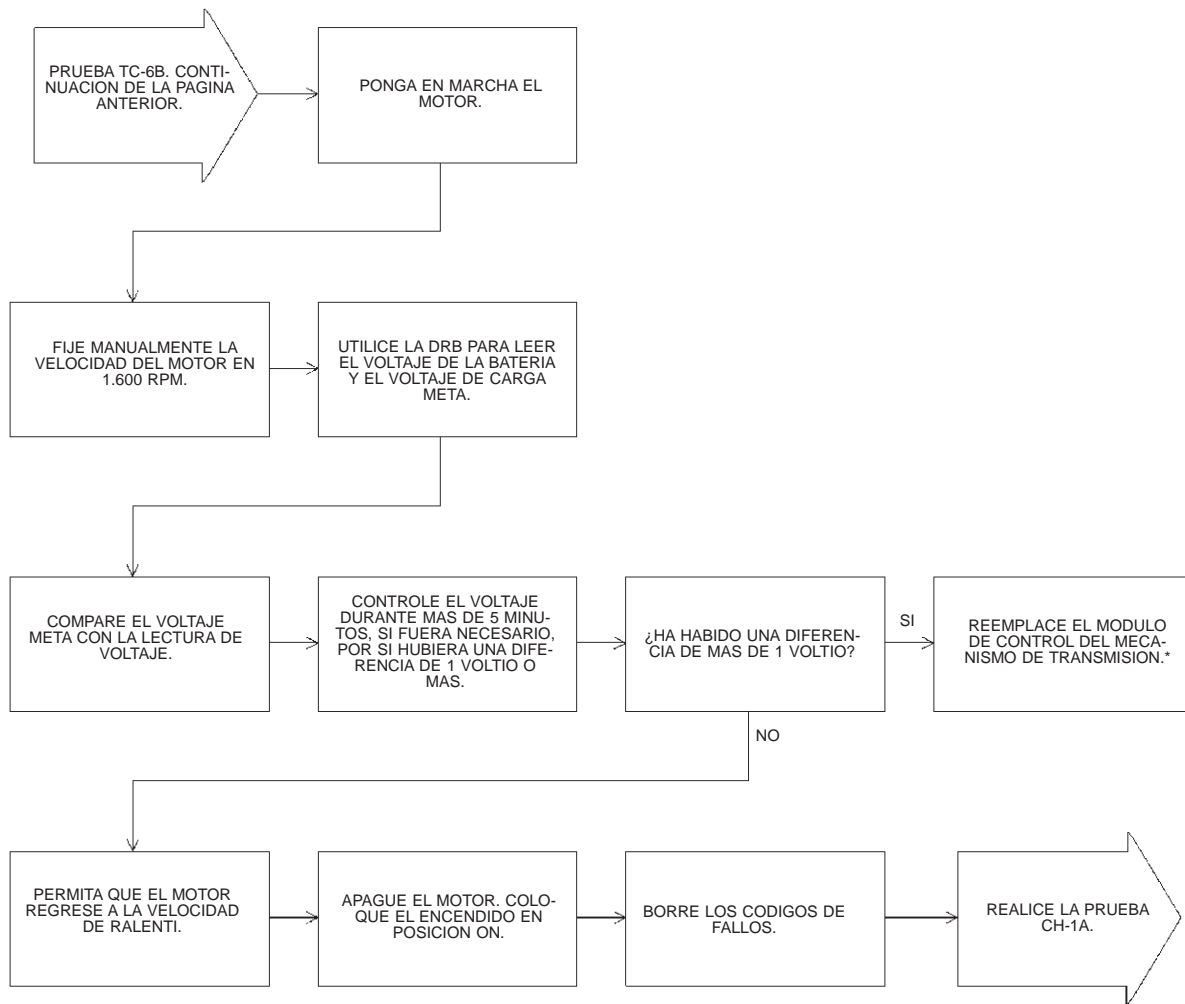 PRUEBA TC-6B. CONTI-
NUACION DE LA PAGINA
ANTERIOR.
PONGA EN MARCHA EL
MOTOR.
FIJE MANUALMENTE LA
VELOCIDAD DEL MOTOR EN
1.600 RPM.
UTILICE LA DRB PARA LEER
EL VOLTAJE DE LA BATERIA
Y EL VOLTAJE DE CARGA
META.
COMPARE EL VOLTAJE
META CON LA LECTURA DE
VOLTAJE.
CONTROLE EL VOLTAJE
DURANTE MAS DE 5 MINU-
TOS, SI FUERA NECESARIO,
POR SI HUBIERA UNA DIFE-
RENCIA DE 1 VOLTIO O
MAS.
¿HA HABIDO UNA DIFEREN-
CIA DE MAS DE 1 VOLTIO?
SI
REEMPLACE EL MODULO
DE CONTROL DEL MECA-
NISMO DE TRANSMISION.*
NO
PERMITA QUE EL MOTOR
REGRESE A LA VELOCIDAD
DE RALENTI.
APAGUE EL MOTOR. COLO-
QUE EL ENCENDIDO EN
POSICION ON.
BORRE LOS CODIGOS DE
FALLOS.
REALICE LA PRUEBA
CH-1A.